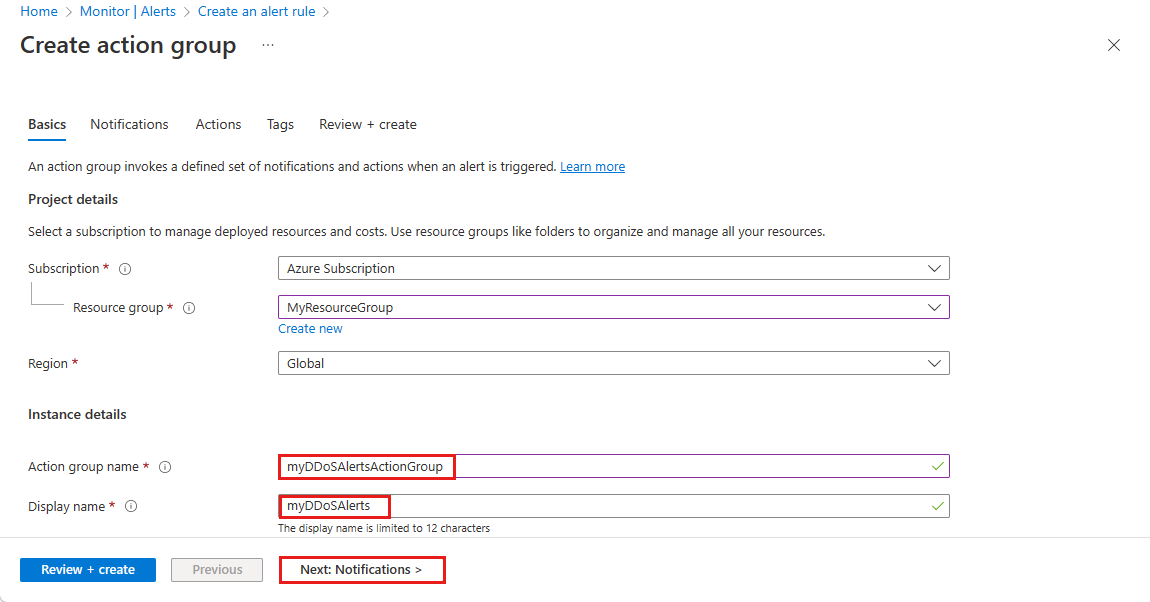 Home > Monitor | Alerts > Create an alert rule >
Create action group ...
Basics Notifications Actions Tags Review + create
An action group invokes a defined set of notifications and actions when an alert is triggered. Learn more
Project details
Select a subscription to manage deployed resources and costs. Use resource groups like folders to organize and manage all your resources.
Subscription * Azure Subscription
Resource group * MyResourceGroup
Create new
Region * Global
Instance details
Action group name * myDDoSAlertsActionGroup
Display name * myDDoSAlerts
The display name is limited to 12 characters
Review + create Previous Next: Notifications >